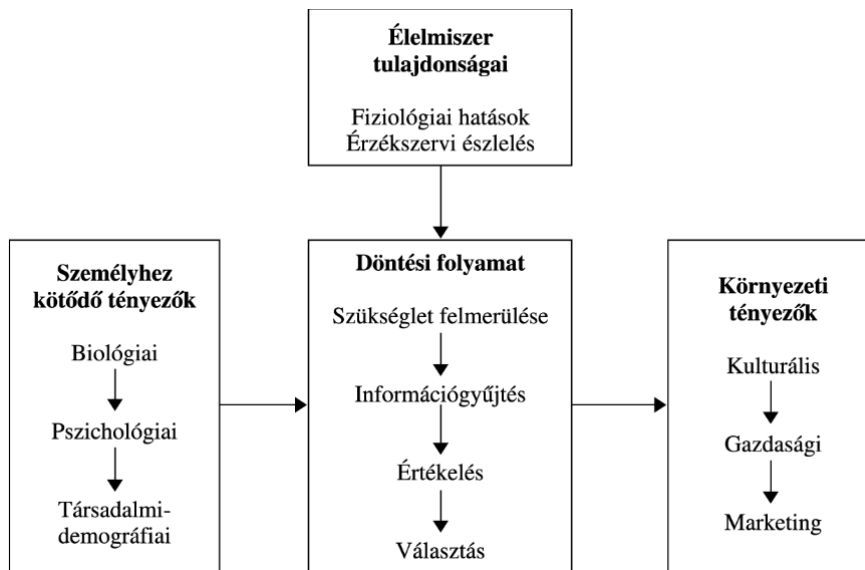 Élelmiszer
tulajdonságai
Fiziológiai hatások
Érzékszervi észlelés
Személyhez
kötődő tényezők
Biológiai
Pszichológiai
Társadalmi-
demográfiai
Döntési folyamat
Szükséglet felmerülése
Információgyűjtés
Értékelés
Választás
Környezeti
tényezők
Kulturális
Gazdasági
Marketing